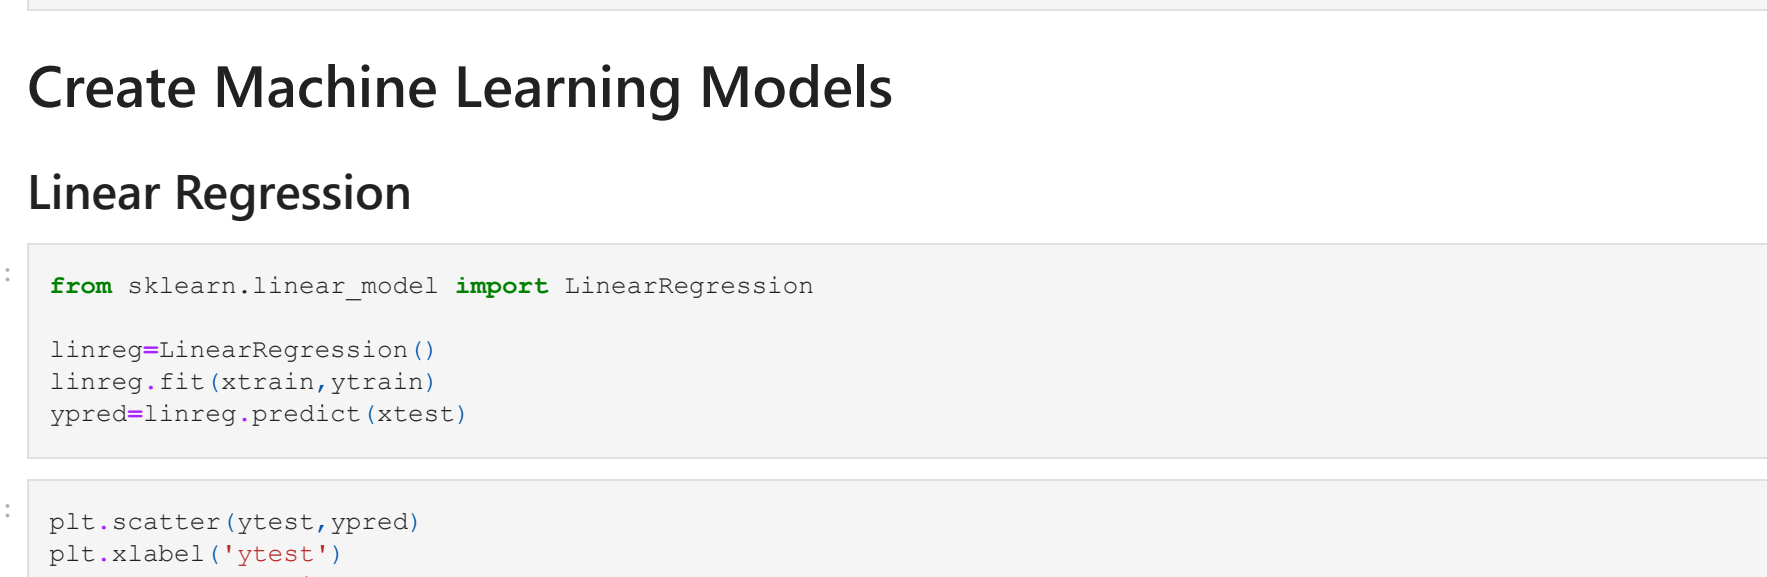 Create Machine Learning Models
Linear Regression
:
from sklearn.linear_model import LinearRegression
linreg=LinearRegression()
linreg.fit(xtrain,ytrain)
ypred=linreg.predict(xtest)
:
plt.scatter(ytest,ypred)
plt.xlabel('ytest')